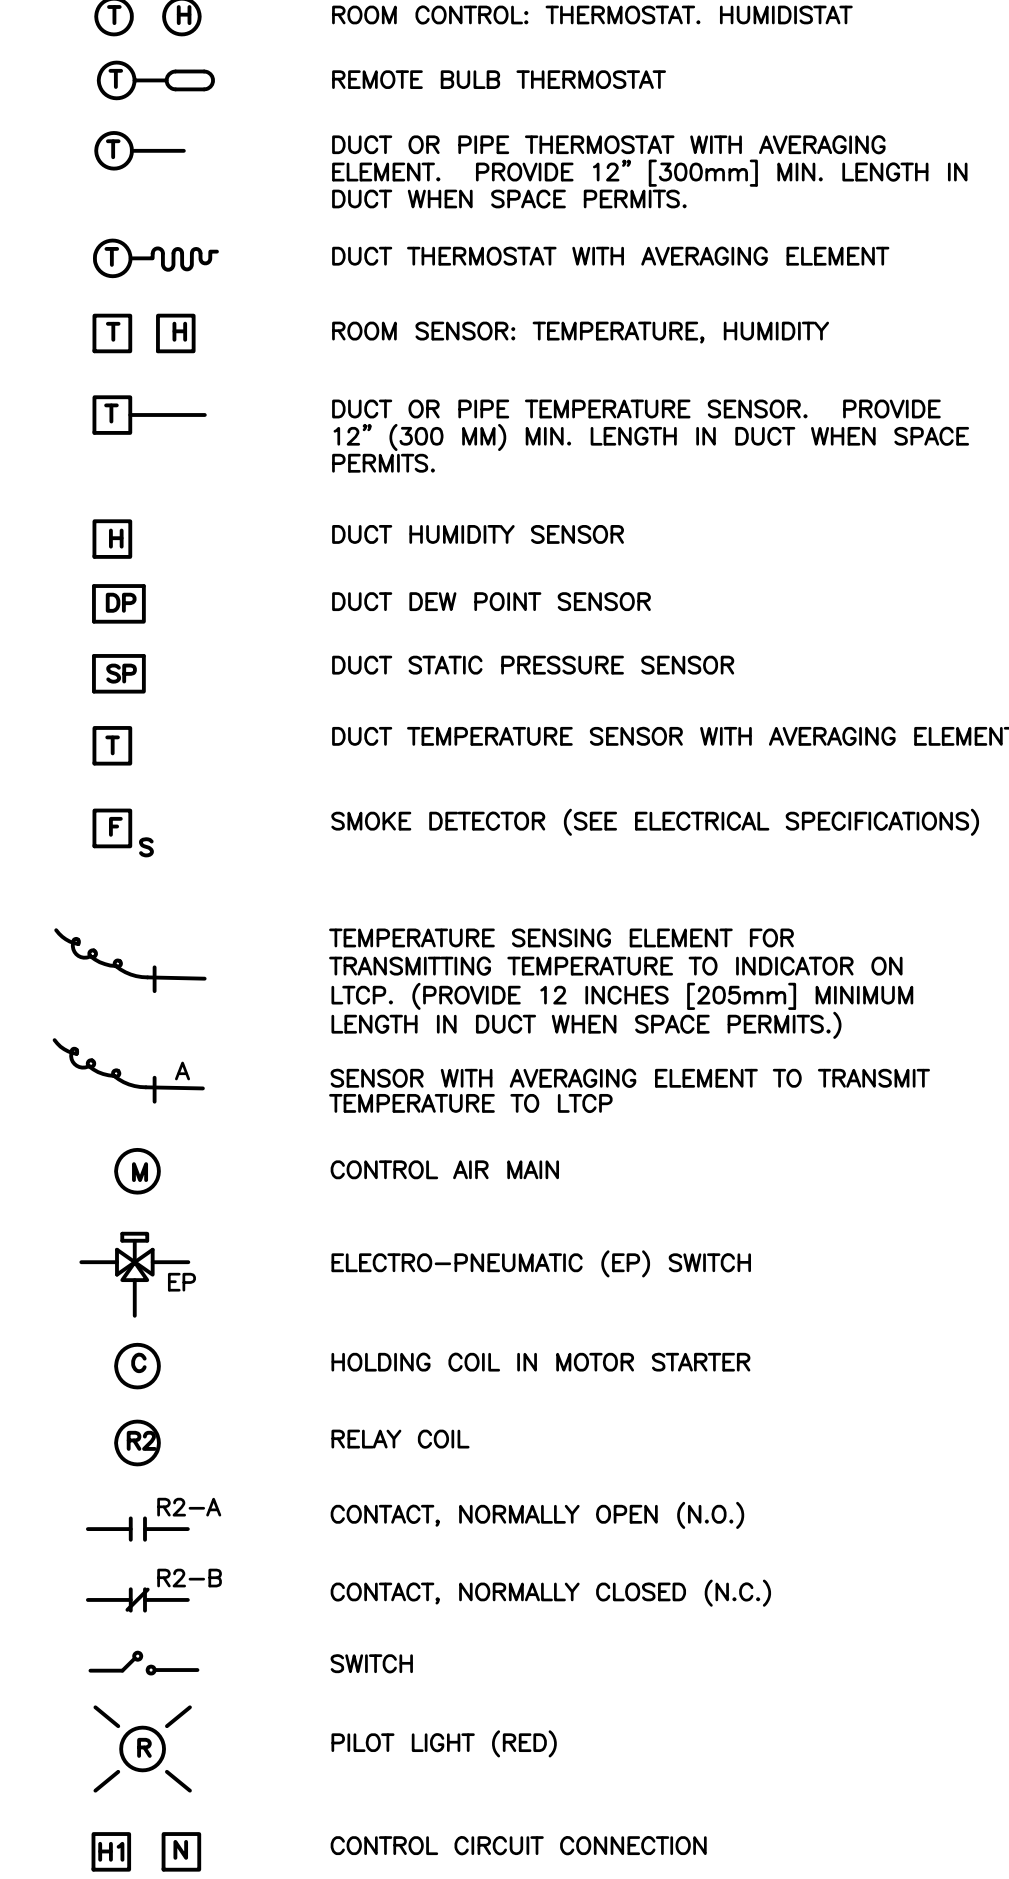 T H ROOM CONTROL: THERMOSTAT. HUMIDISTAT
T REMOTE BULB THERMOSTAT
T DUCT OR PIPE THERMOSTAT WITH AVERAGING
ELEMENT. PROVIDE 12" [300mm] MIN. LENGTH IN
DUCT WHEN SPACE PERMITS.
T DUCT THERMOSTAT WITH AVERAGING ELEMENT
T H ROOM SENSOR: TEMPERATURE, HUMIDITY
T DUCT OR PIPE TEMPERATURE SENSOR. PROVIDE
12" (300 MM) MIN. LENGTH IN DUCT WHEN SPACE
PERMITS.
H DUCT HUMIDITY SENSOR
DP DUCT DEW POINT SENSOR
SP DUCT STATIC PRESSURE SENSOR
T DUCT TEMPERATURE SENSOR WITH AVERAGING ELEMENT
F S SMOKE DETECTOR (SEE ELECTRICAL SPECIFICATIONS)
TEMPERATURE SENSING ELEMENT FOR
TRANSMITTING TEMPERATURE TO INDICATOR ON
LTCP. (PROVIDE 12 INCHES [205mm] MINIMUM
LENGTH IN DUCT WHEN SPACE PERMITS.)
A SENSOR WITH AVERAGING ELEMENT TO TRANSMIT
TEMPERATURE TO LTCP
M CONTROL AIR MAIN
EP ELECTRO-PNEUMATIC (EP) SWITCH
C HOLDING COIL IN MOTOR STARTER
R2 RELAY COIL
R2-A CONTACT, NORMALLY OPEN (N.O.)
R2-B CONTACT, NORMALLY CLOSED (N.C.)
SWITCH
R PILOT LIGHT (RED)
H1 N CONTROL CIRCUIT CONNECTION